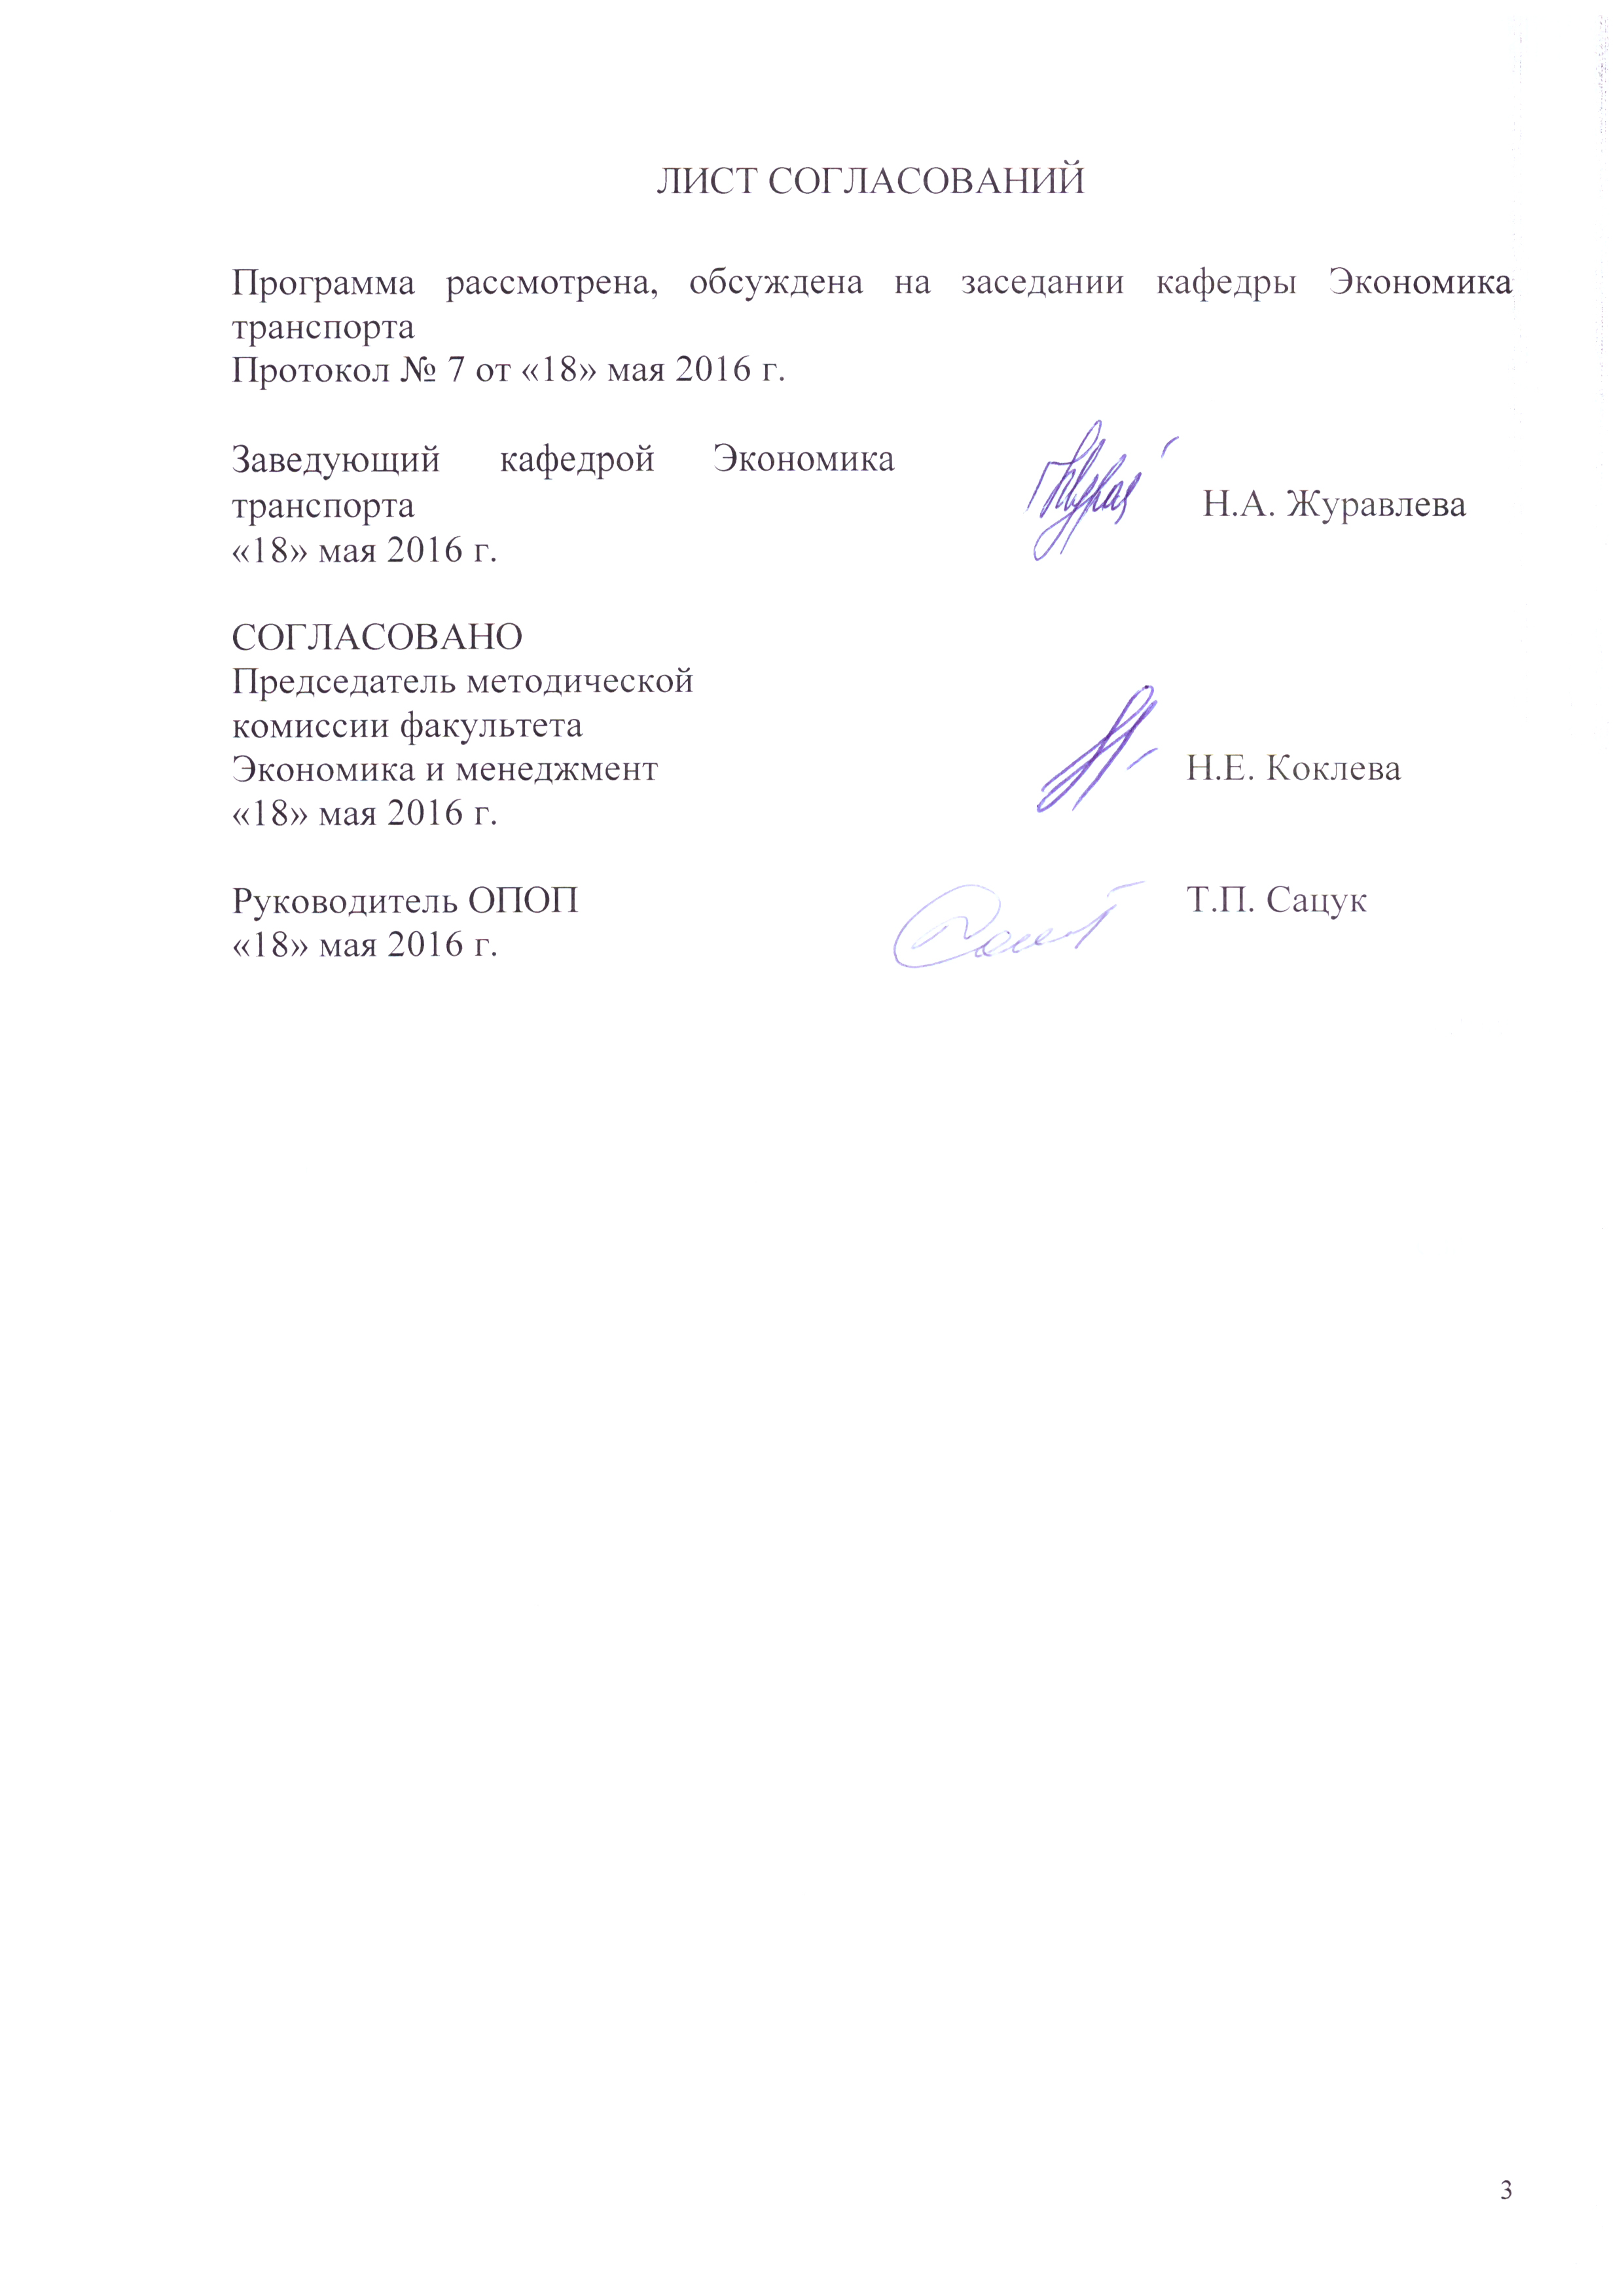 ЛИСТ СОГЛАСОВАНИЙ
Программа рассмотрена, обсуждена на заседании кафедры Экономика
транспорта
Протокол № 7 от «18» мая 2016 г.
Заведующий кафедрой Экономика
транспорта Н.А. Журавлева
«18» мая 2016 г.
СОГЛАСОВАНО
Председатель методической
комиссии факультета
Экономика и менеджмент Н.Е. Коклева
«18» мая 2016 г.
Руководитель ОПОП Т.П. Сацук
«18» мая 2016 г.
3